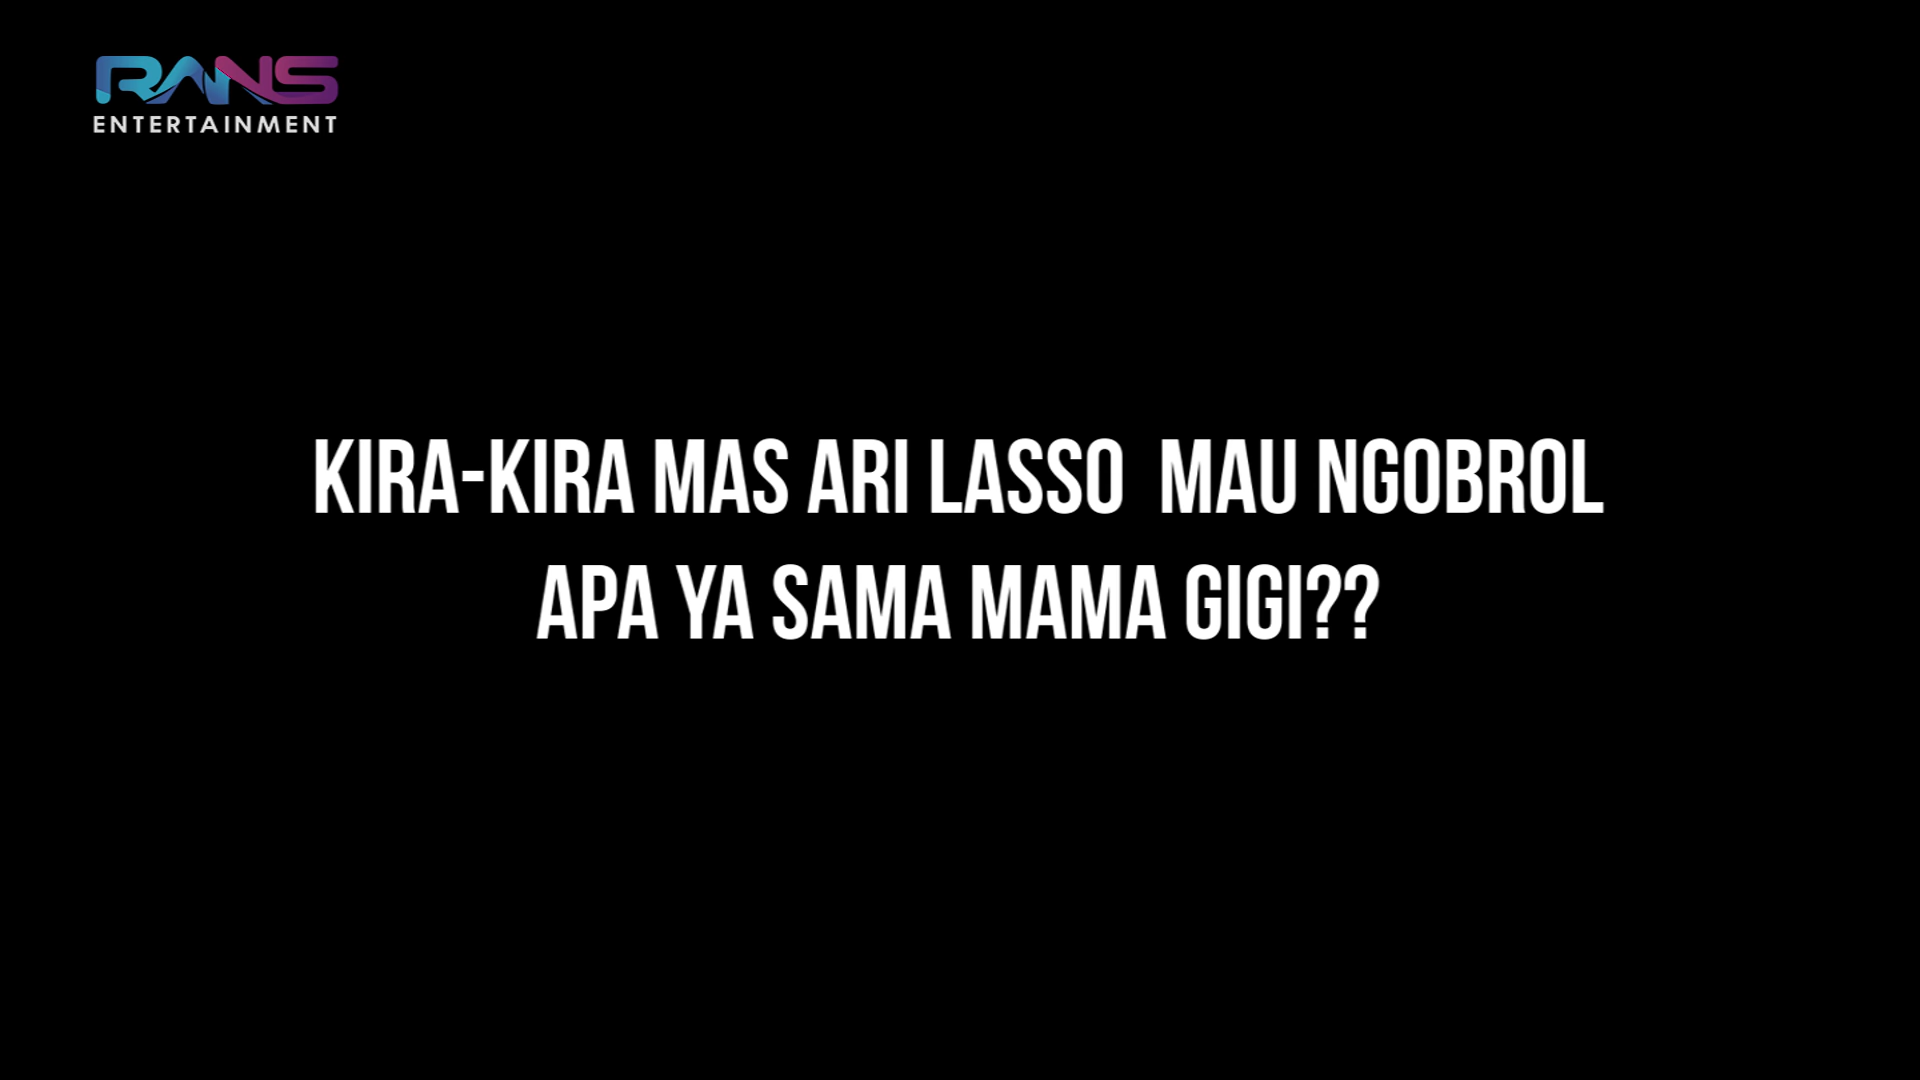 RANS
ENTERTAINMENT
KIRA-KIRA MAS ARI LASSO  MAU NGOBROL
APA YA SAMA MAMA GIGI??